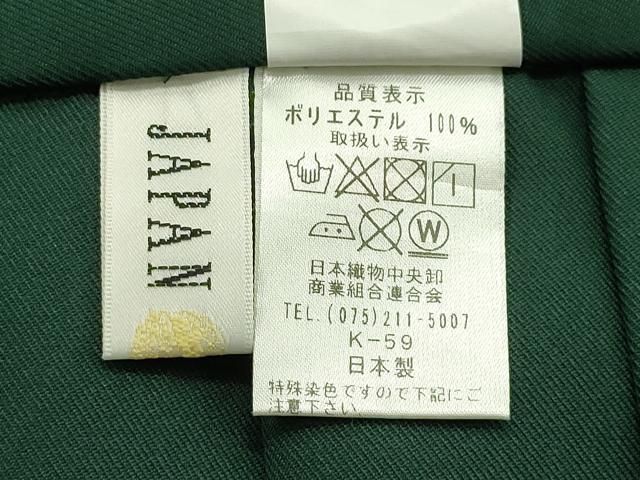 JAPAN
品質表示
ポリエステル 100%
取扱い表示
W
日本織物中央卸
商業組合連合会
TEL.(075)211-5007
K-59
日本製
特殊染色ですので下記にご
注意下さい